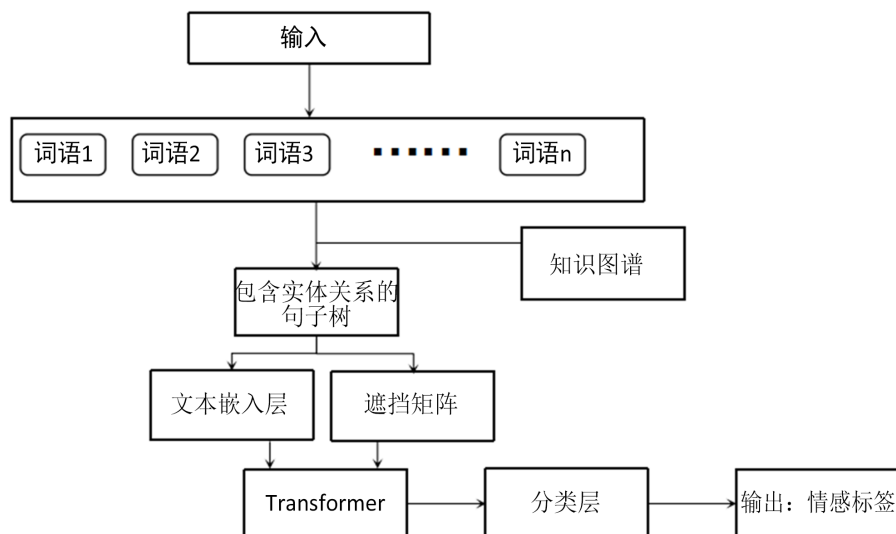 输入
词语1 词语2 词语3 …… 词语n
知识图谱
包含实体关系的
句子树
文本嵌入层 遮挡矩阵
Transformer 分类层 输出：情感标签